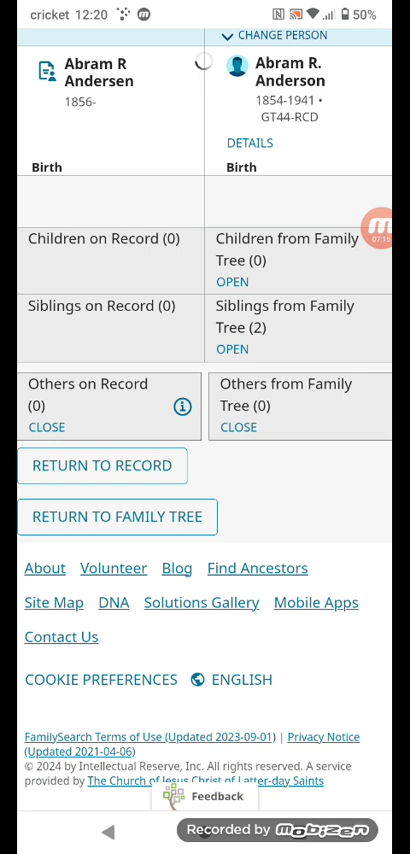 cricket 12:20 50%
CHANGE PERSON
Abram R Andersen
1856-
Abram R. Anderson
1854-1941 •
GT44-RCD
DETAILS
Birth Birth
07:15
Children on Record (0)
Children from Family
Tree (0)
OPEN
Siblings on Record (0)
Siblings from Family
Tree (2)
OPEN
Others on Record
(0)
CLOSE
Others from Family
Tree (0)
CLOSE
RETURN TO RECORD
RETURN TO FAMILY TREE
About Volunteer Blog Find Ancestors
Site Map DNA Solutions Gallery Mobile Apps
Contact Us
COOKIE PREFERENCES ENGLISH
FamilySearch Terms of Use (Updated 2023-09-01) | Privacy Notice
(Updated 2021-04-06)
© 2024 by Intellectual Reserve, Inc. All rights reserved. A service
provided by The Church of Jesus Christ of Latter-day Saints
Feedback
Recorded by mobizen